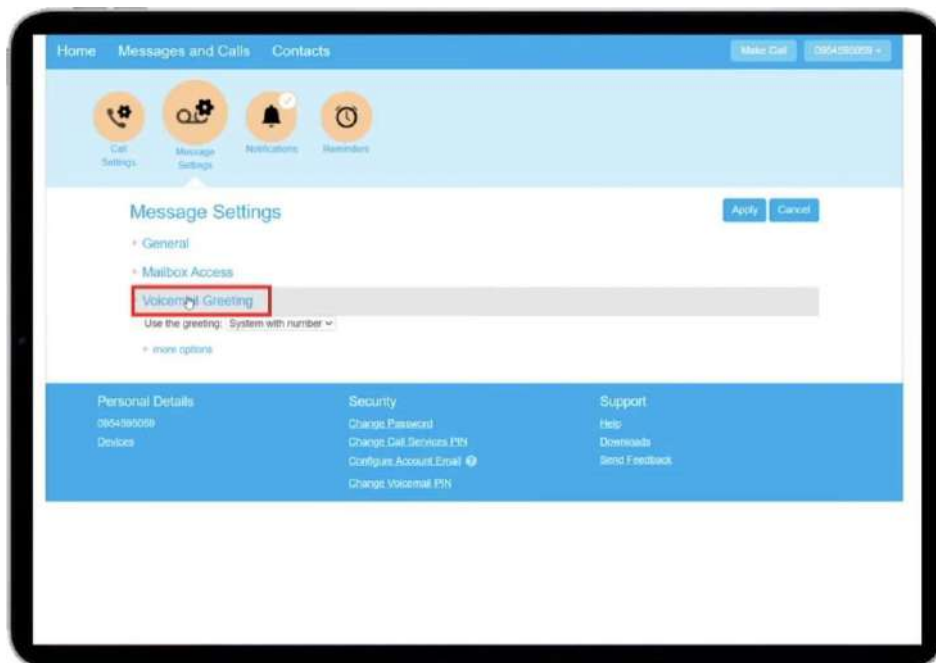 Home Messages and Calls Contacts
Make Call 0954595059
Call Settings
Message Settings
Notifications
Reminders
Message Settings
Apply Cancel
General
Mailbox Access
Voicemail Greeting
Use the greeting: System with number
more options
Personal Details
0954595059
Devices
Security
Change Password
Change Call Services PIN
Configure Account Email
Change Voicemail PIN
Support
Help
Downloads
Send Feedback